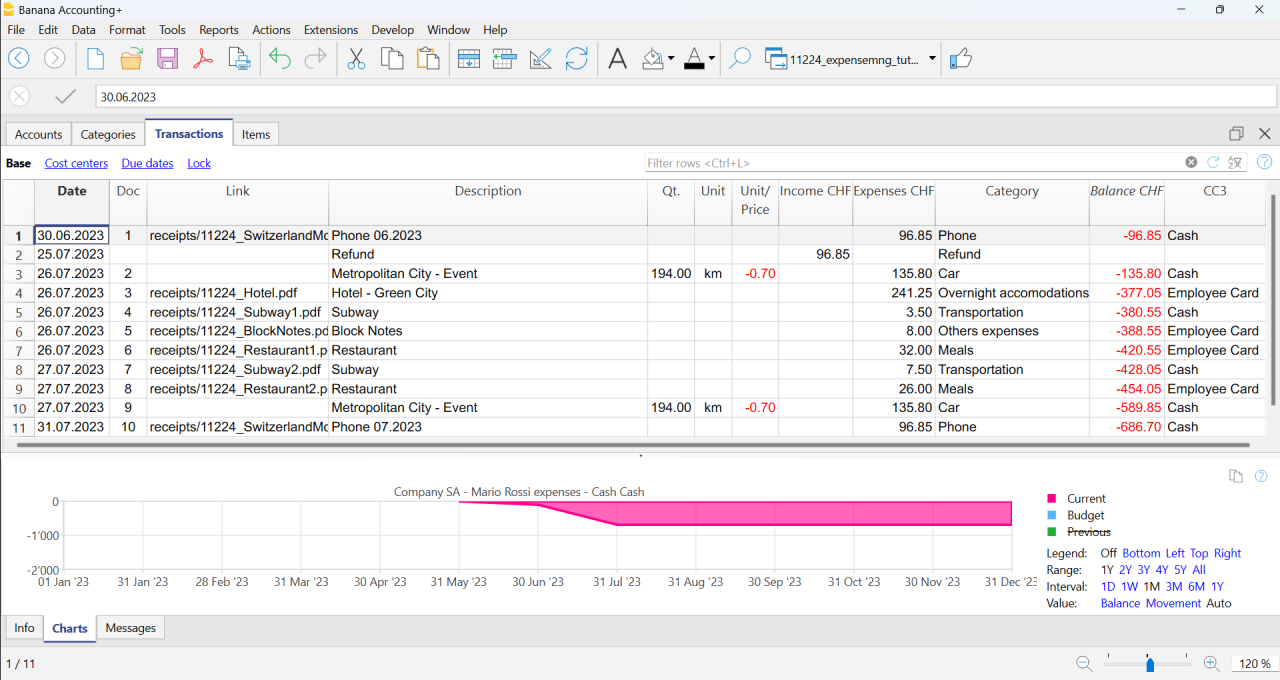 Banana Accounting+
File Edit Data Format Tools Reports Actions Extensions Develop Window Help
11224_expensemng_tut...
30.06.2023
Accounts Categories Transactions Items
Base Cost centers Due dates Lock Filter rows <Ctrl+L>
Date Doc Link Description Qt. Unit Unit/ Income CHF Expenses CHF Category Balance CHF CC3
Price
1 30.06.2023 1 receipts/11224_SwitzerlandMo Phone 06.2023 96.85 Phone -96.85 Cash
2 25.07.2023 Refund 96.85 Refund
3 26.07.2023 2 Metropolitan City - Event 194.00 km -0.70 135.80 Car -135.80 Cash
4 26.07.2023 3 receipts/11224_Hotel.pdf Hotel - Green City 241.25 Overnight accomodations -377.05 Employee Card
5 26.07.2023 4 receipts/11224_Subway1.pdf Subway 3.50 Transportation -380.55 Cash
6 26.07.2023 5 receipts/11224_BlockNotes.pd Block Notes 8.00 Others expenses -388.55 Employee Card
7 26.07.2023 6 receipts/11224_Restaurant1.p Restaurant 32.00 Meals -420.55 Employee Card
8 27.07.2023 7 receipts/11224_Subway2.pdf Subway 7.50 Transportation -428.05 Cash
9 27.07.2023 8 receipts/11224_Restaurant2.p Restaurant 26.00 Meals -454.05 Employee Card
10 27.07.2023 9 Metropolitan City - Event 194.00 km -0.70 135.80 Car -589.85 Cash
11 31.07.2023 10 receipts/11224_SwitzerlandMo Phone 07.2023 96.85 Phone -686.70 Cash
Company SA - Mario Rossi expenses - Cash Cash
0
-1'000
-2'000
01 Jan '23 31 Jan '23 28 Feb '23 31 Mar '23 30 Apr '23 31 May '23 30 Jun '23 31 Jul '23 31 Aug '23 30 Sep '23 31 Oct '23 30 Nov '23 31 Dec '23
Current
Budget
Previous
Legend: Off Bottom Left Top Right
Range: 1Y 2Y 3Y 4Y 5Y All
Interval: 1D 1W 1M 3M 6M 1Y
Value: Balance Movement Auto
Info Charts Messages
1 / 11 120 %